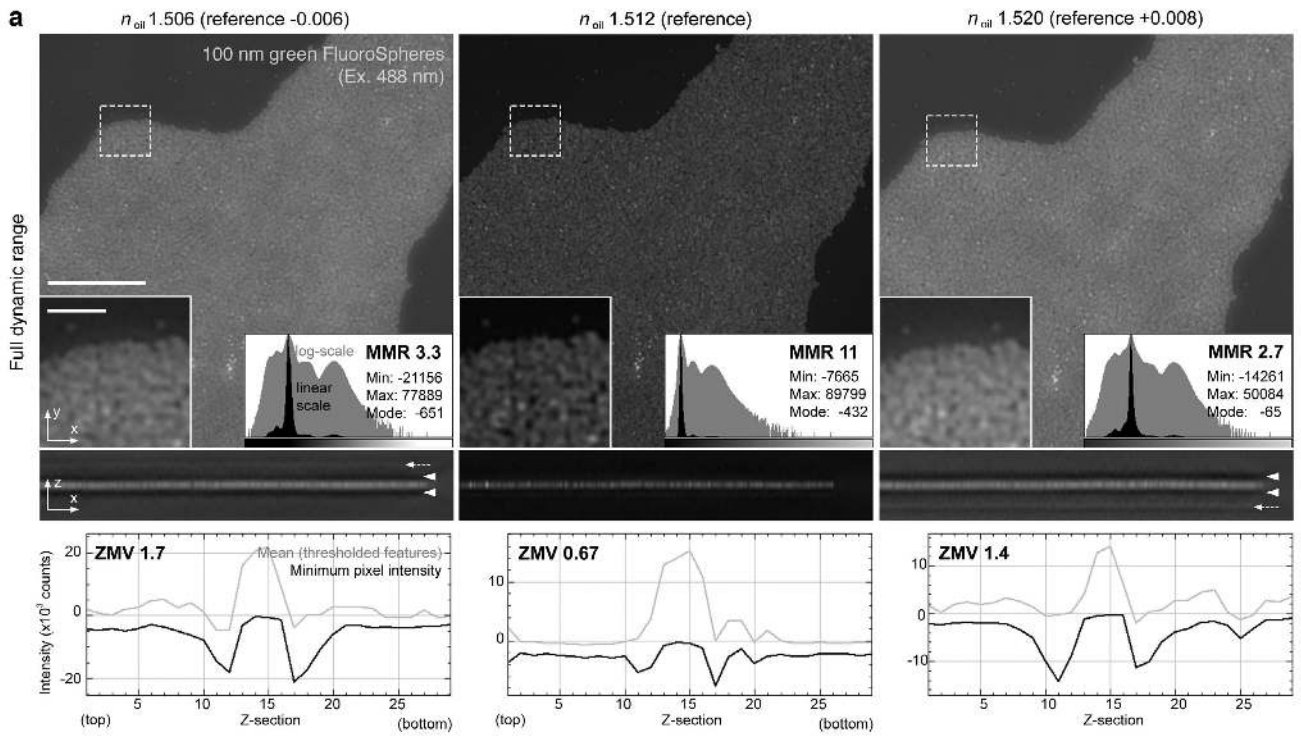 a
n oil 1.506 (reference -0.006)
n oil 1.512 (reference)
n oil 1.520 (reference +0.008)
Full dynamic range
100 nm green FluoroSpheres
(Ex. 488 nm)
log-scale
linear
scale
MMR 3.3
Min: -21156
Max: 77889
Mode: -651
MMR 11
Min: -7665
Max: 89799
Mode: -432
MMR 2.7
Min: -14261
Max: 50084
Mode: -65
y
x
z
x
Intensity (x10³ counts)
ZMV 1.7
Mean (thresholded features)
Minimum pixel intensity
20
0
-20
5 10 15 20 25
(top) Z-section (bottom)
ZMV 0.67
10
0
5 10 15 20 25
Z-section (bottom)
ZMV 1.4
10
0
-10
5 10 15 20 25
Z-section